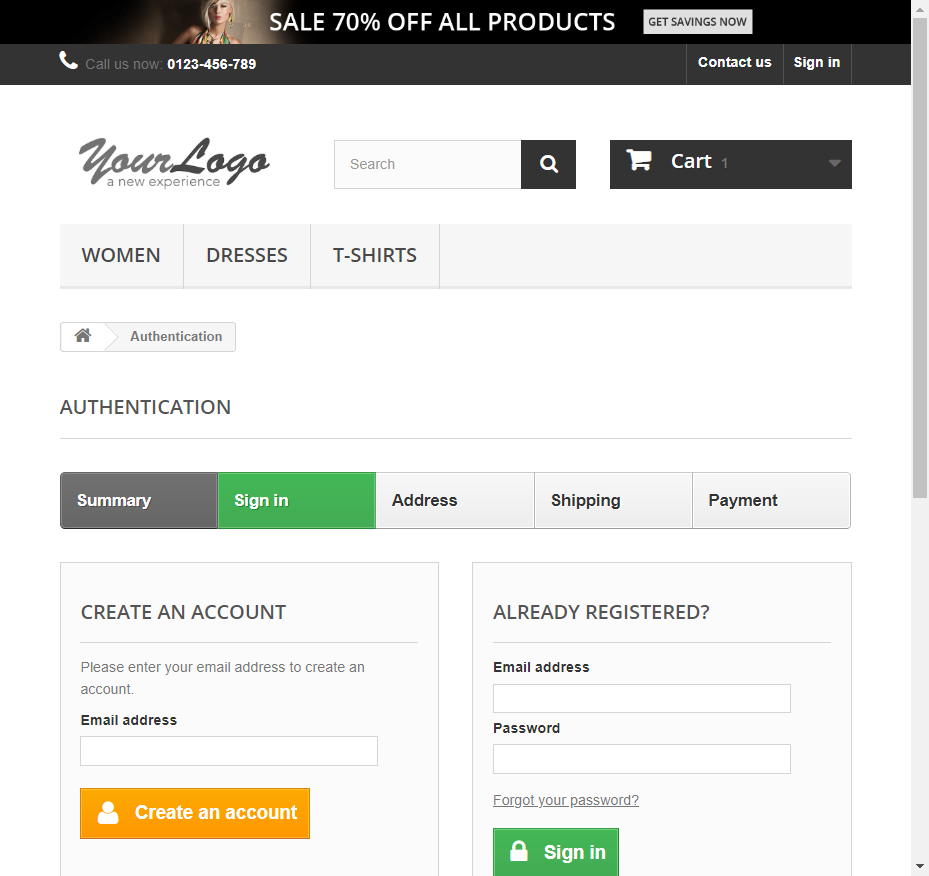 SALE 70% OFF ALL PRODUCTS GET SAVINGS NOW
Call us now: 0123-456-789 Contact us Sign in
YourLogo
a new experience
Search
Cart 1
WOMEN DRESSES T-SHIRTS
Authentication
AUTHENTICATION
Summary Sign in Address Shipping Payment
CREATE AN ACCOUNT
Please enter your email address to create an
account.
Email address
Create an account
ALREADY REGISTERED?
Email address
Password
Forgot your password?
Sign in